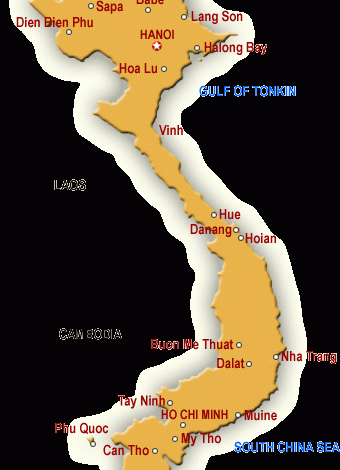 Babe
Sapa
Lang Son
Dien Bien Phu
HANOI
Halong Bay
Hoa Lu
GULF OF TONKIN
Vinh
LAOS
Hue
Danang
Hoian
CAMBODIA
Buon Me Thuat
Nha Trang
Dalat
Tay Ninh
HO CHI MINH
Muine
Phu Quoc
My Tho
Can Tho
SOUTH CHINA SEA